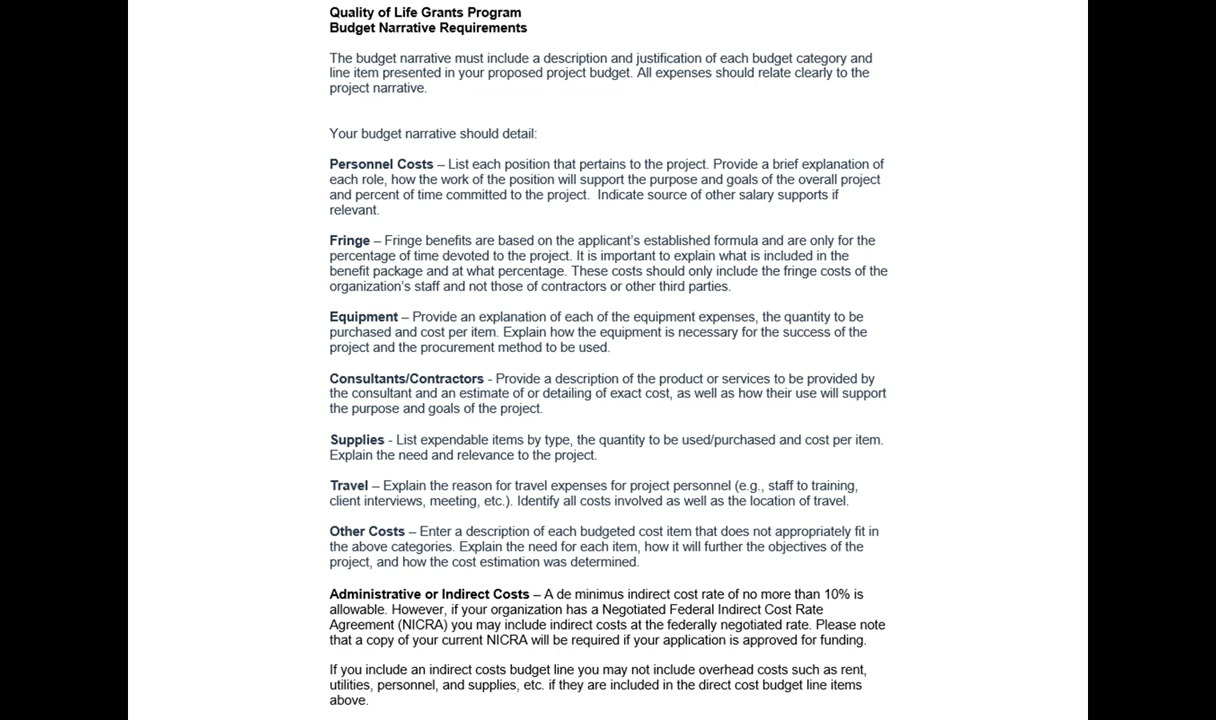 Quality of Life Grants Program
Budget Narrative Requirements
The budget narrative must include a description and justification of each budget category and
line item presented in your proposed project budget. All expenses should relate clearly to the
project narrative.
Your budget narrative should detail:
Personnel Costs – List each position that pertains to the project. Provide a brief explanation of
each role, how the work of the position will support the purpose and goals of the overall project
and percent of time committed to the project.  Indicate source of other salary supports if
relevant.
Fringe – Fringe benefits are based on the applicant's established formula and are only for the
percentage of time devoted to the project. It is important to explain what is included in the
benefit package and at what percentage. These costs should only include the fringe costs of the
organization's staff and not those of contractors or other third parties.
Equipment – Provide an explanation of each of the equipment expenses, the quantity to be
purchased and cost per item. Explain how the equipment is necessary for the success of the
project and the procurement method to be used.
Consultants/Contractors - Provide a description of the product or services to be provided by
the consultant and an estimate of or detailing of exact cost, as well as how their use will support
the purpose and goals of the project.
Supplies - List expendable items by type, the quantity to be used/purchased and cost per item.
Explain the need and relevance to the project.
Travel – Explain the reason for travel expenses for project personnel (e.g., staff to training,
client interviews, meeting, etc.). Identify all costs involved as well as the location of travel.
Other Costs – Enter a description of each budgeted cost item that does not appropriately fit in
the above categories. Explain the need for each item, how it will further the objectives of the
project, and how the cost estimation was determined.
Administrative or Indirect Costs – A de minimus indirect cost rate of no more than 10% is
allowable. However, if your organization has a Negotiated Federal Indirect Cost Rate
Agreement (NICRA) you may include indirect costs at the federally negotiated rate. Please note
that a copy of your current NICRA will be required if your application is approved for funding.
If you include an indirect costs budget line you may not include overhead costs such as rent,
utilities, personnel, and supplies, etc. if they are included in the direct cost budget line items
above.